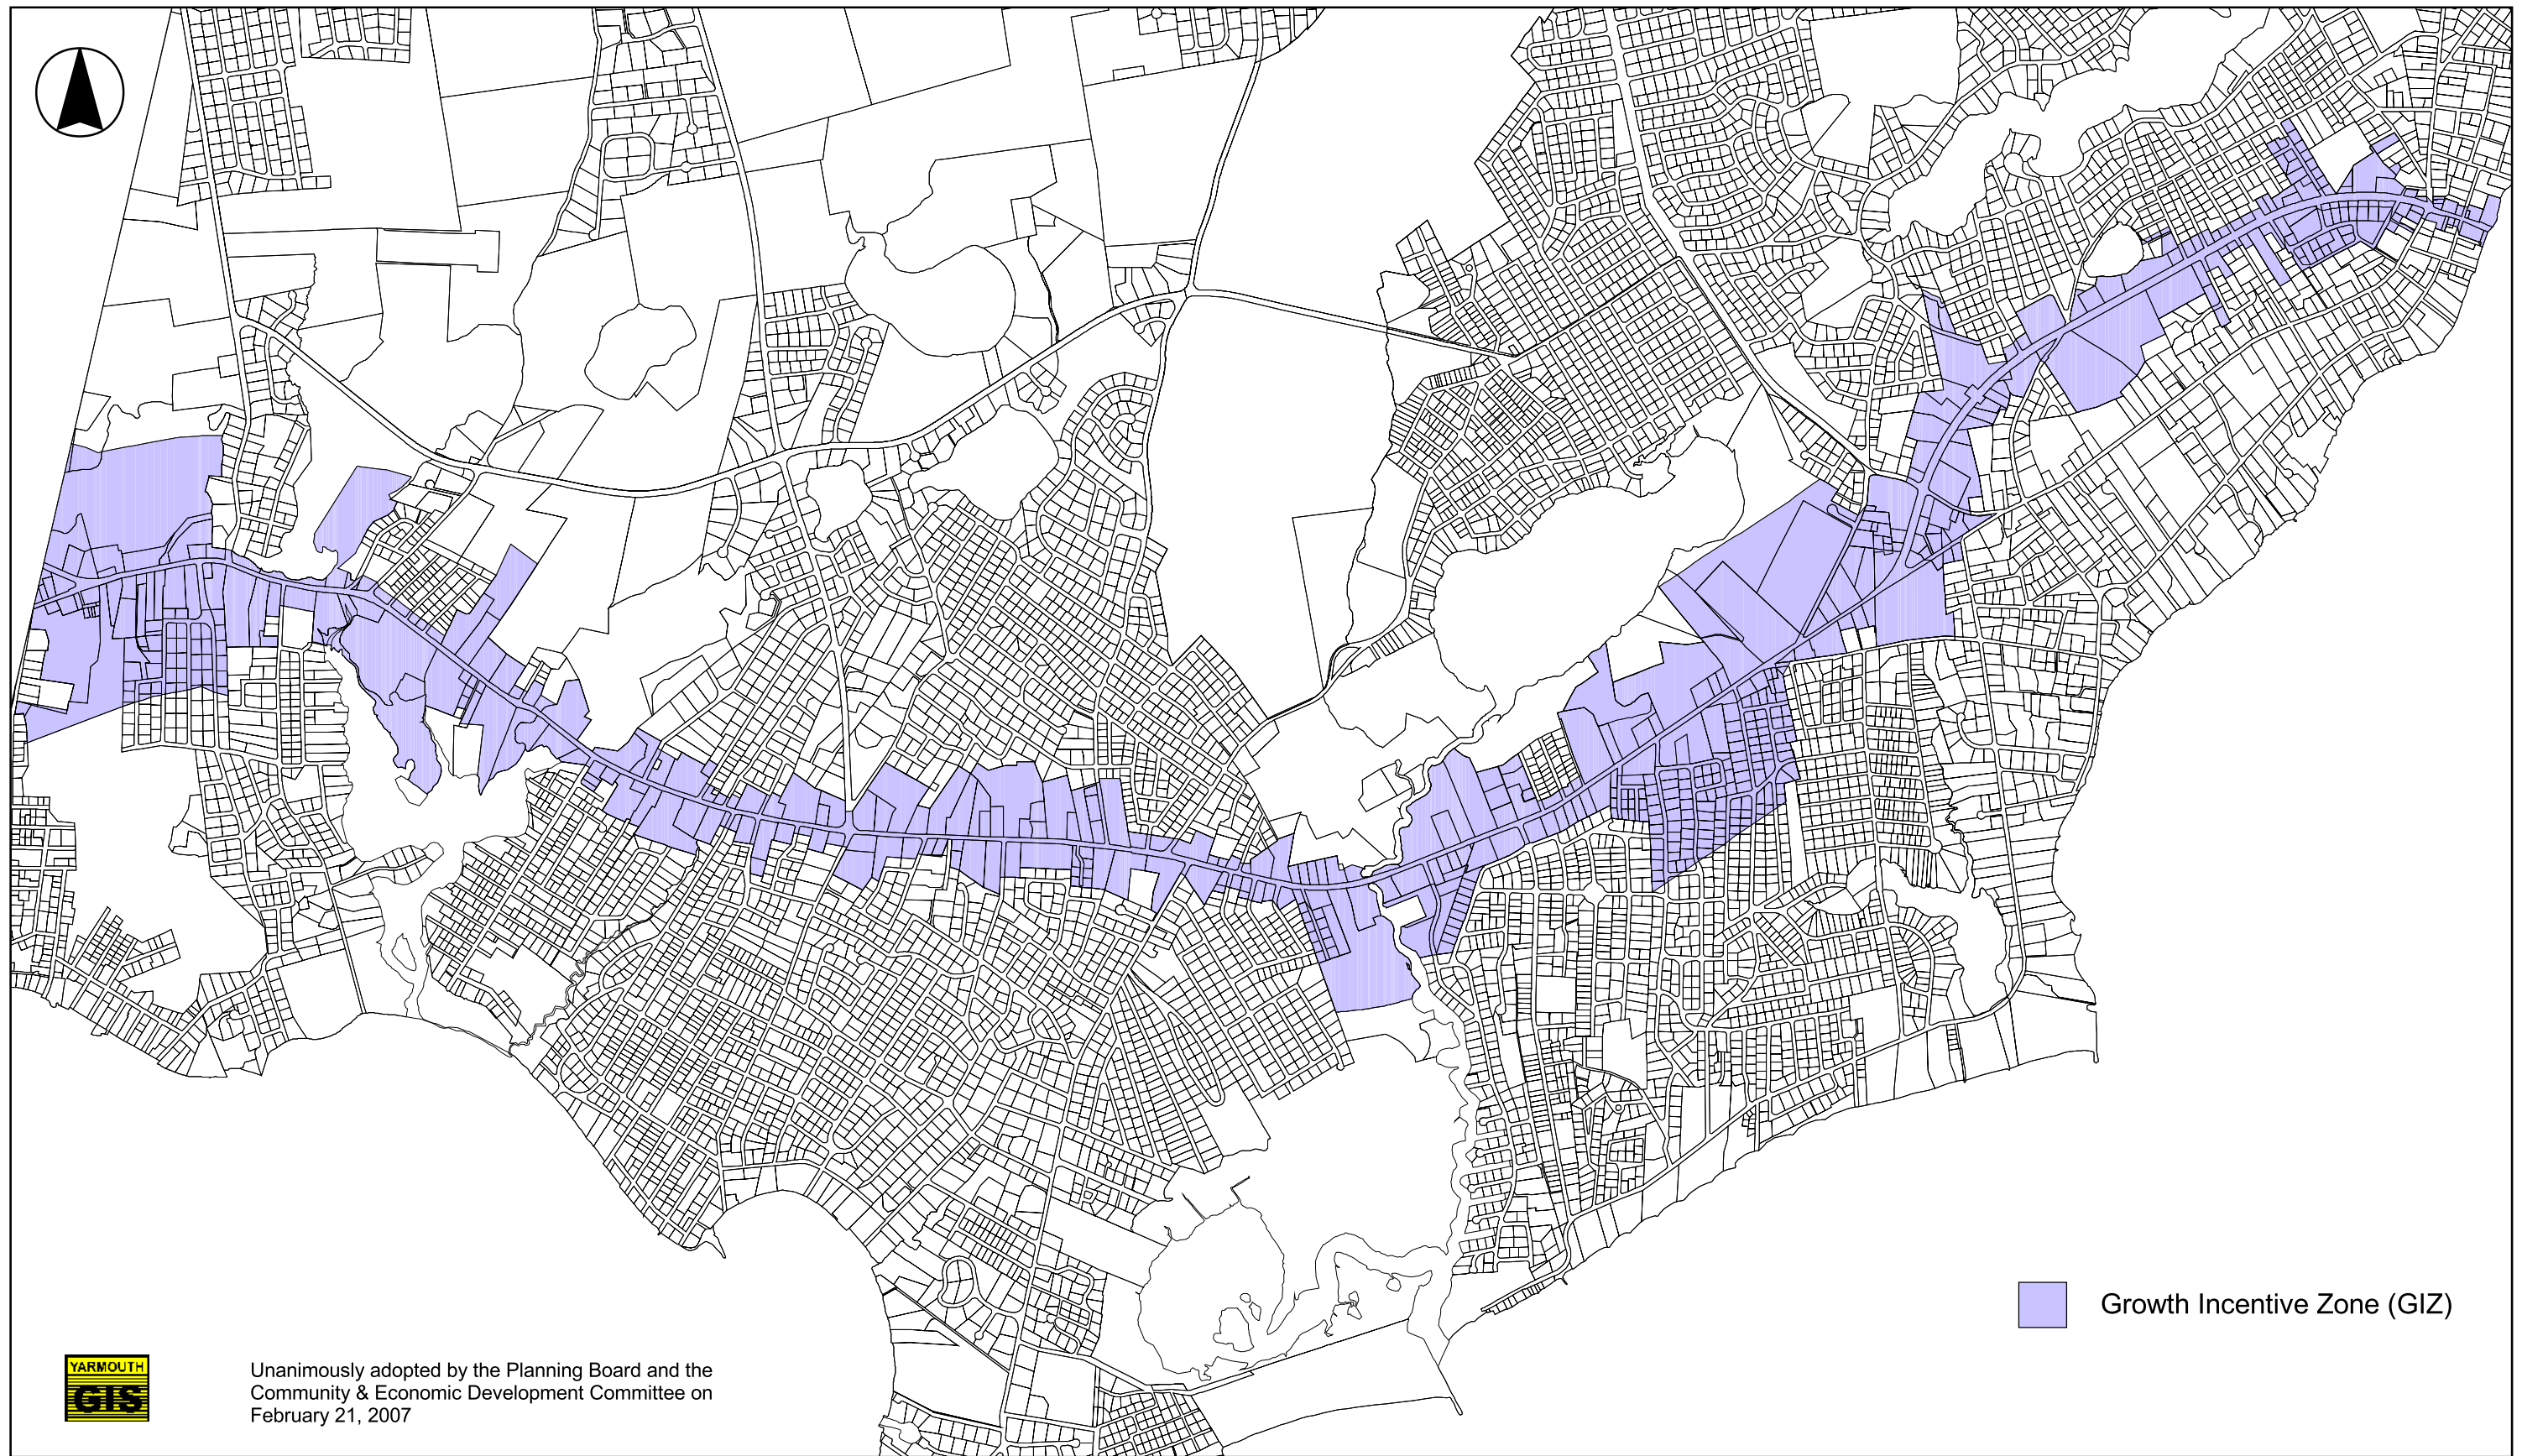 Growth Incentive Zone (GIZ)
YARMOUTH
GIS
Unanimously adopted by the Planning Board and the
Community & Economic Development Committee on
February 21, 2007